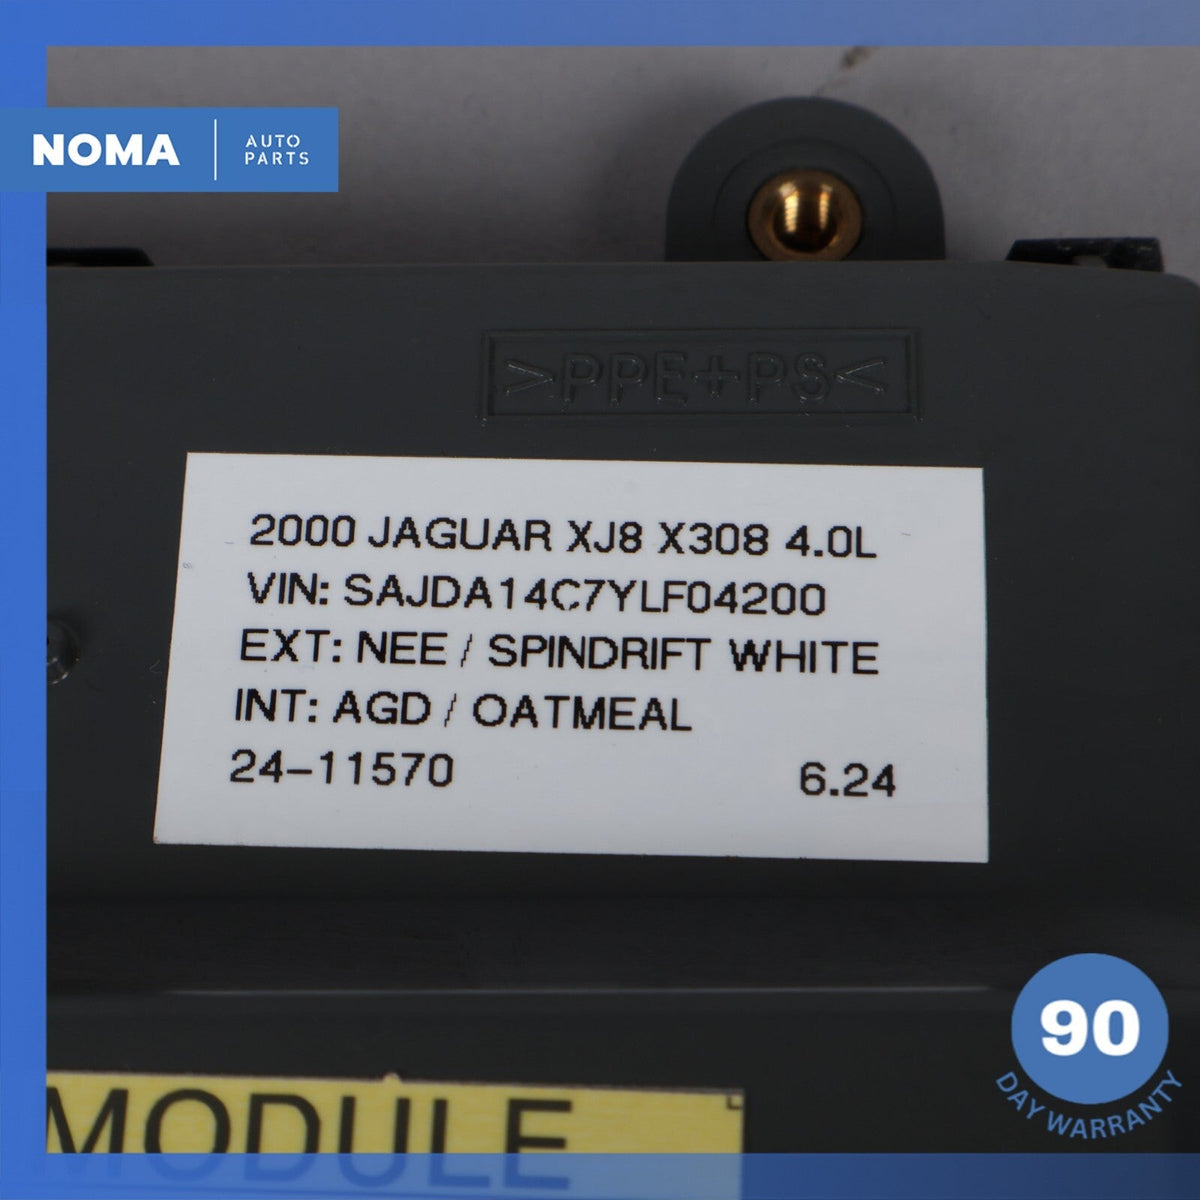 NOMA
AUTO
PARTS
>PPE+PS<
2000 JAGUAR XJ8 X308 4.0L
VIN: SAJDA14C7YLF04200
EXT: NEE / SPINDRIFT WHITE
INT: AGD / OATMEAL
24-11570 6.24
MODULE
90
DAY WARRANTY